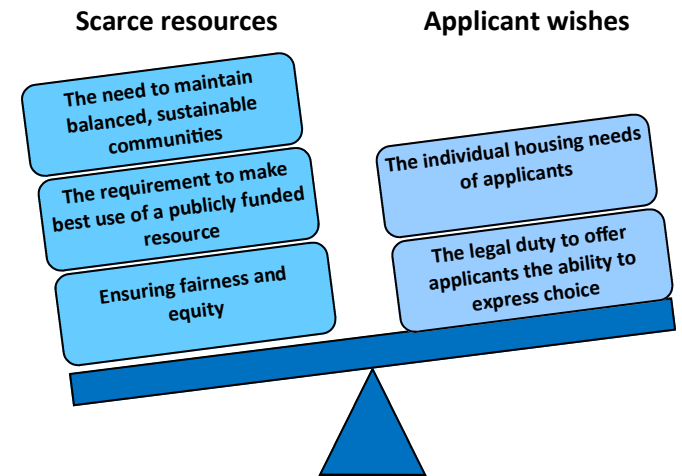 Scarce resources
Applicant wishes
The need to maintain
balanced, sustainable
communities
The requirement to make
best use of a publicly funded
resource
Ensuring fairness and
equity
The individual housing needs
of applicants
The legal duty to offer
applicants the ability to
express choice